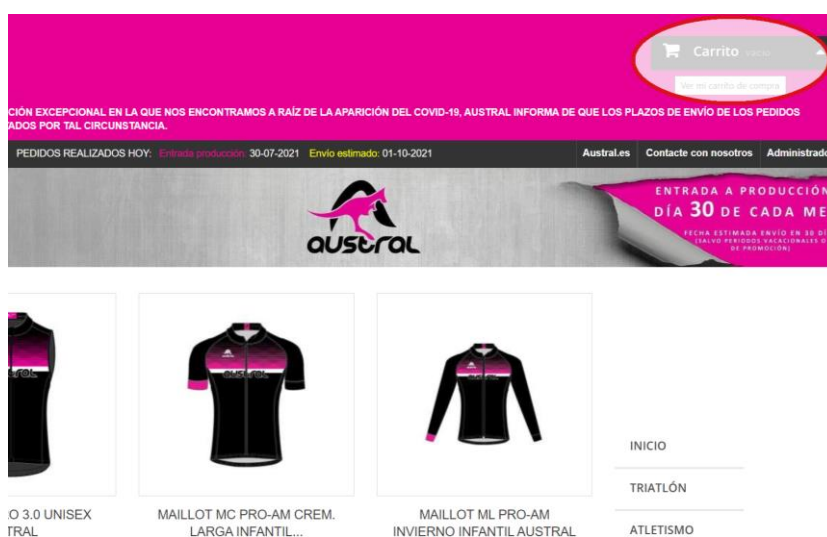 Carrito vacío
Ver mi carrito de compra
CIÓN EXCEPCIONAL EN LA QUE NOS ENCONTRAMOS A RAÍZ DE LA APARICIÓN DEL COVID-19, AUSTRAL INFORMA DE QUE LOS PLAZOS DE ENVÍO DE LOS PEDIDOS
TADOS POR TAL CIRCUNSTANCIA.
PEDIDOS REALIZADOS HOY: Entrada producción: 30-07-2021 Envío estimado: 01-10-2021 Austral.es Contacte con nosotros Administrado
austral
ENTRADA A PRODUCCIÓN
DÍA 30 DE CADA ME
FECHA ESTIMADA ENVÍO EN 30 DÍ
(SALVO PERIODOS VACACIONALES O
DE PROMOCIÓN)
austral
austral
INICIO
TRIATLÓN
ATLETISMO
O 3.0 UNISEX
TRAL
MAILLOT MC PRO-AM CREM.
LARGA INFANTIL...
MAILLOT ML PRO-AM
INVIERNO INFANTIL AUSTRAL